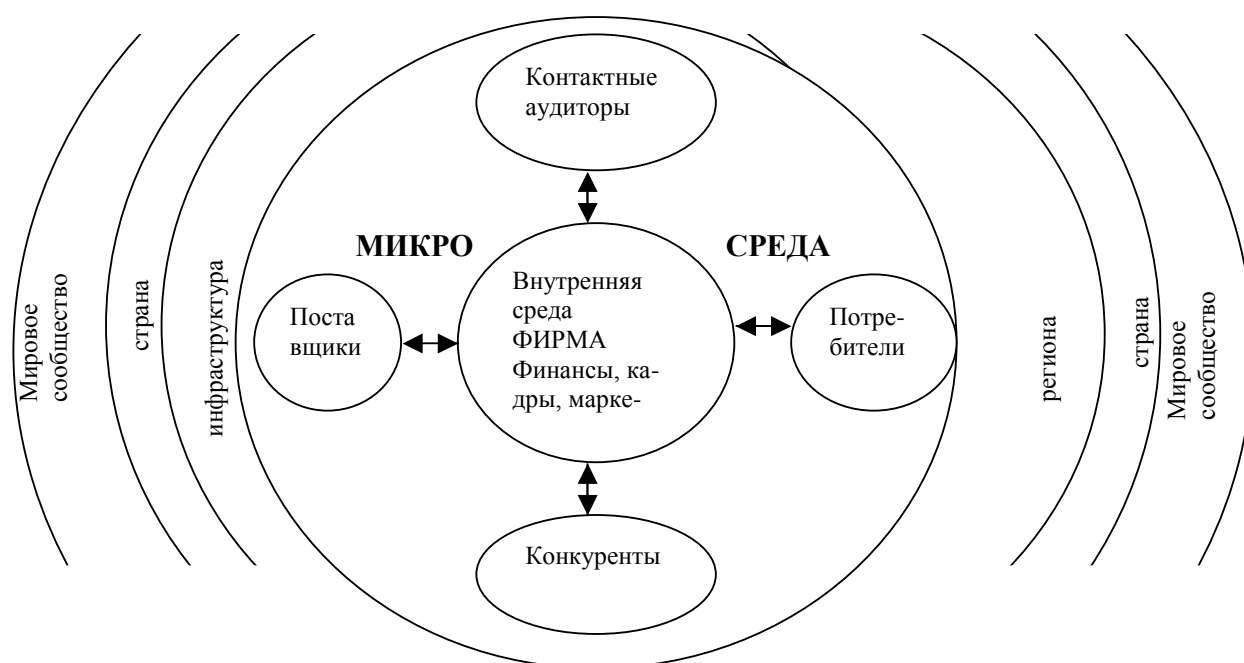 Контактные
аудиторы
МИКРО
СРЕДА
Внутренняя
среда
ФИРМА
Финансы, ка-
дры, марке-
Поста
вщики
Потре-
бители
Конкуренты
Мировое
сообщество
страна
инфраструктура
региона
страна
Мировое
сообщество